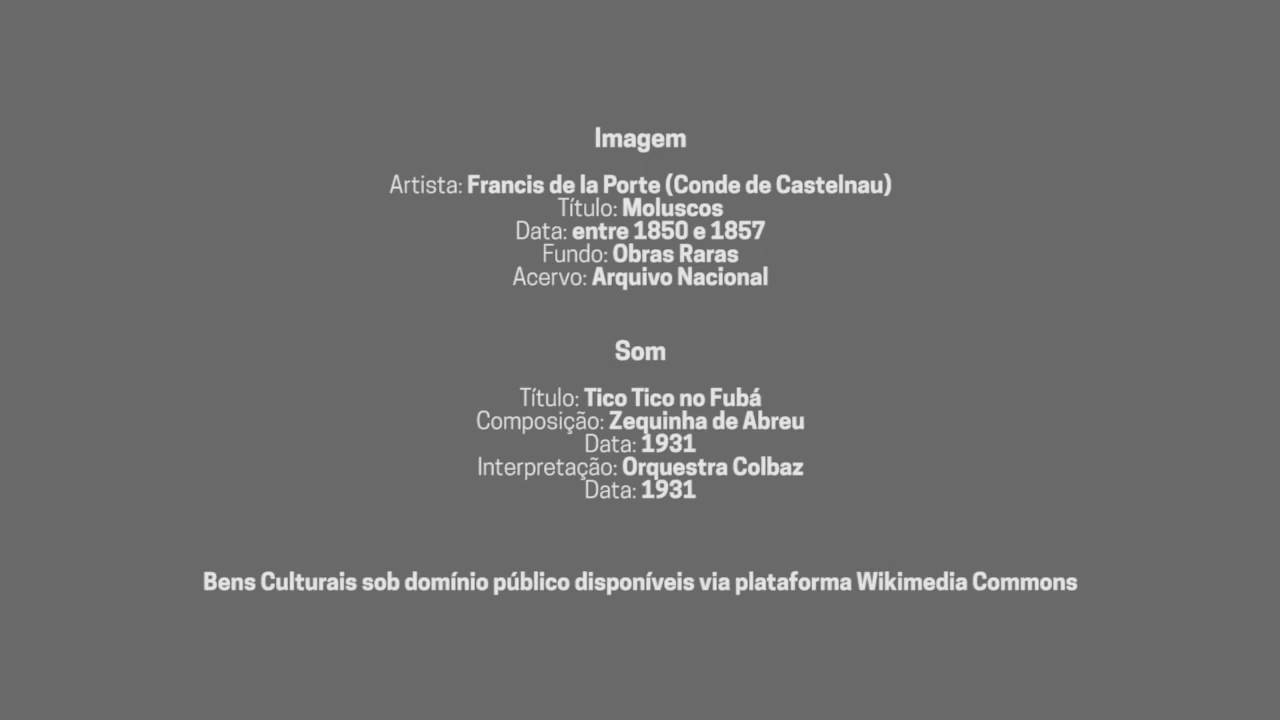 Imagem
Artista: Francis de la Porte (Conde de Castelnau)
Título: Moluscos
Data: entre 1850 e 1857
Fundo: Obras Raras
Acervo: Arquivo Nacional
Som
Título: Tico Tico no Fubá
Composição: Zequinha de Abreu
Data: 1931
Interpretação: Orquestra Colbaz
Data: 1931
Bens Culturais sob domínio público disponíveis via plataforma Wikimedia Commons